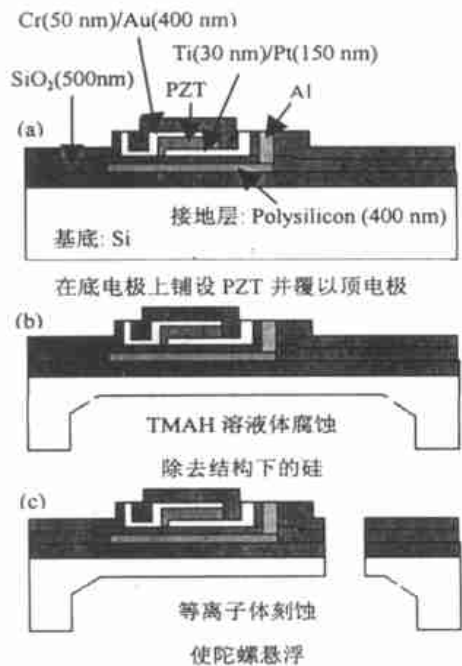 Cr(50 nm)/Au(400 nm)
Ti(30 nm)/Pt(150 nm)
SiO₂(500nm)
PZT
Al
(a)
接地层: Polysilicon (400 nm)
基底: Si
在底电极上铺设 PZT 并覆以顶电极
(b)
TMAH 溶液体腐蚀
除去结构下的硅
(c)
等离子体刻蚀
使陀螺悬浮